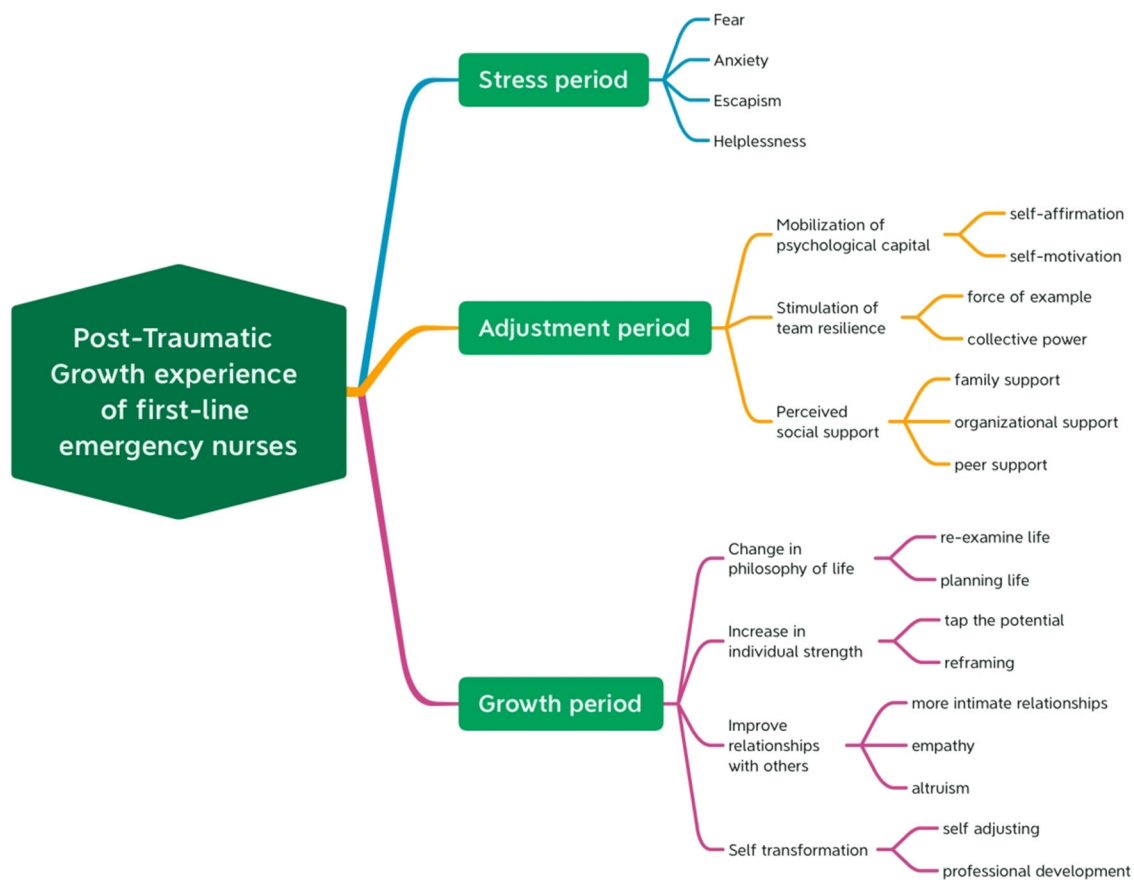 Post-Traumatic
Growth experience
of first-line
emergency nurses
Stress period
Fear
Anxiety
Escapism
Helplessness
Adjustment period
Mobilization of
psychological capital
self-affirmation
self-motivation
Stimulation of
team resilience
force of example
collective power
Perceived
social support
family support
organizational support
peer support
Growth period
Change in
philosophy of life
re-examine life
planning life
Increase in
individual strength
tap the potential
reframing
Improve
relationships
with others
more intimate relationships
empathy
altruism
Self transformation
self adjusting
professional development